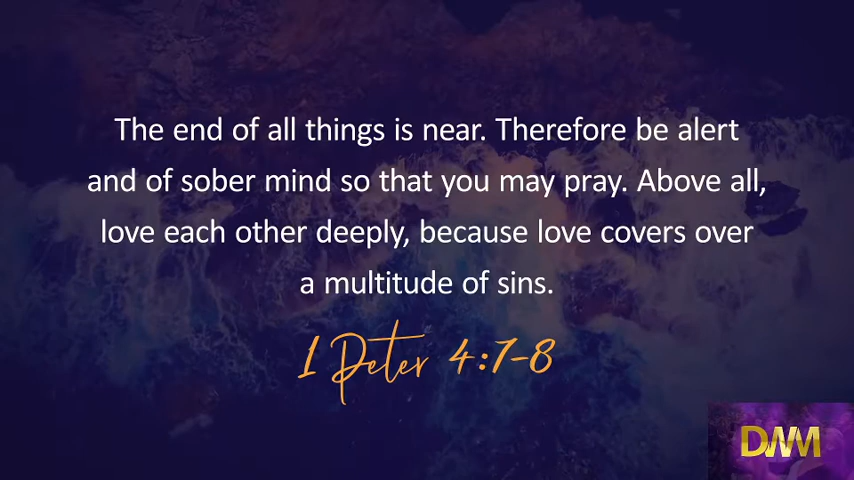 The end of all things is near. Therefore be alert
and of sober mind so that you may pray. Above all,
love each other deeply, because love covers over
a multitude of sins.
1 Peter 4:7-8
DWM